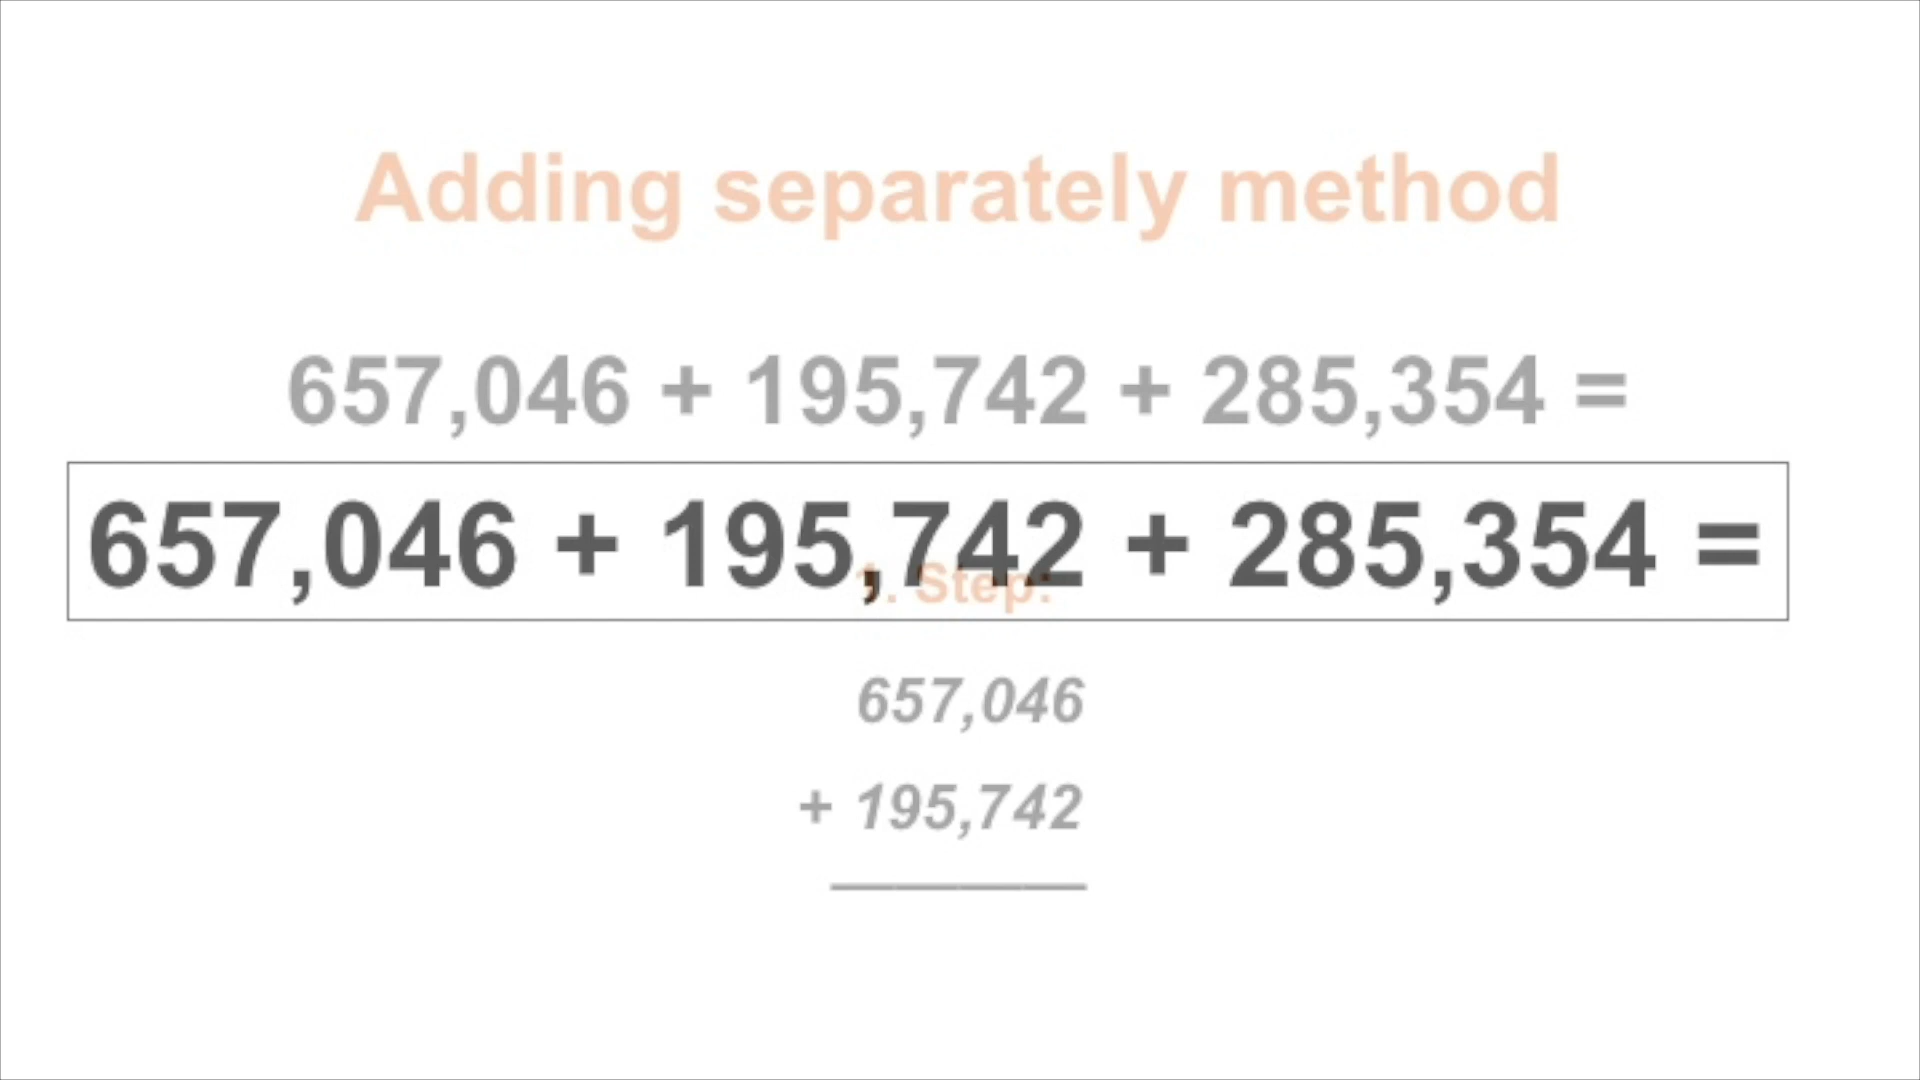 Adding separately method
657,046 + 195,742 + 285,354 =
657,046 + 195,742 + 285,354 =
1. Step:
657,046
+ 195,742